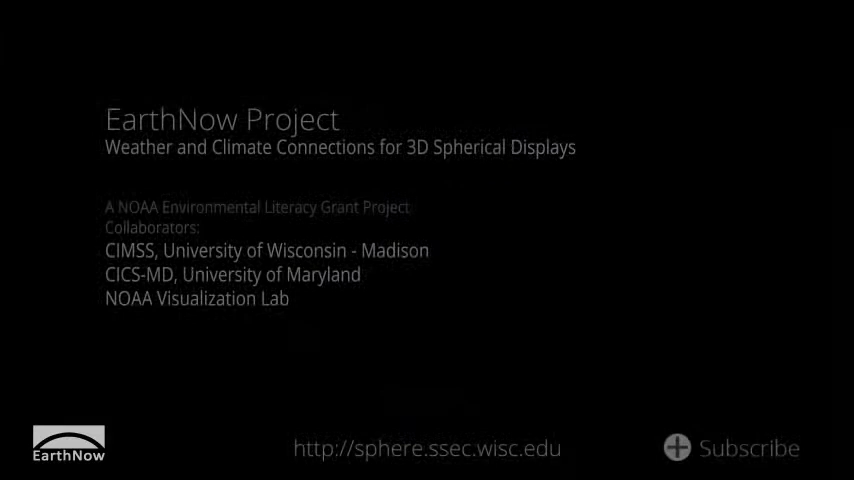 EarthNow Project
Weather and Climate Connections for 3D Spherical Displays
A NOAA Environmental Literacy Grant Project
Collaborators:
CIMSS, University of Wisconsin - Madison
CICS-MD, University of Maryland
NOAA Visualization Lab
EarthNow
http://sphere.ssec.wisc.edu
Subscribe